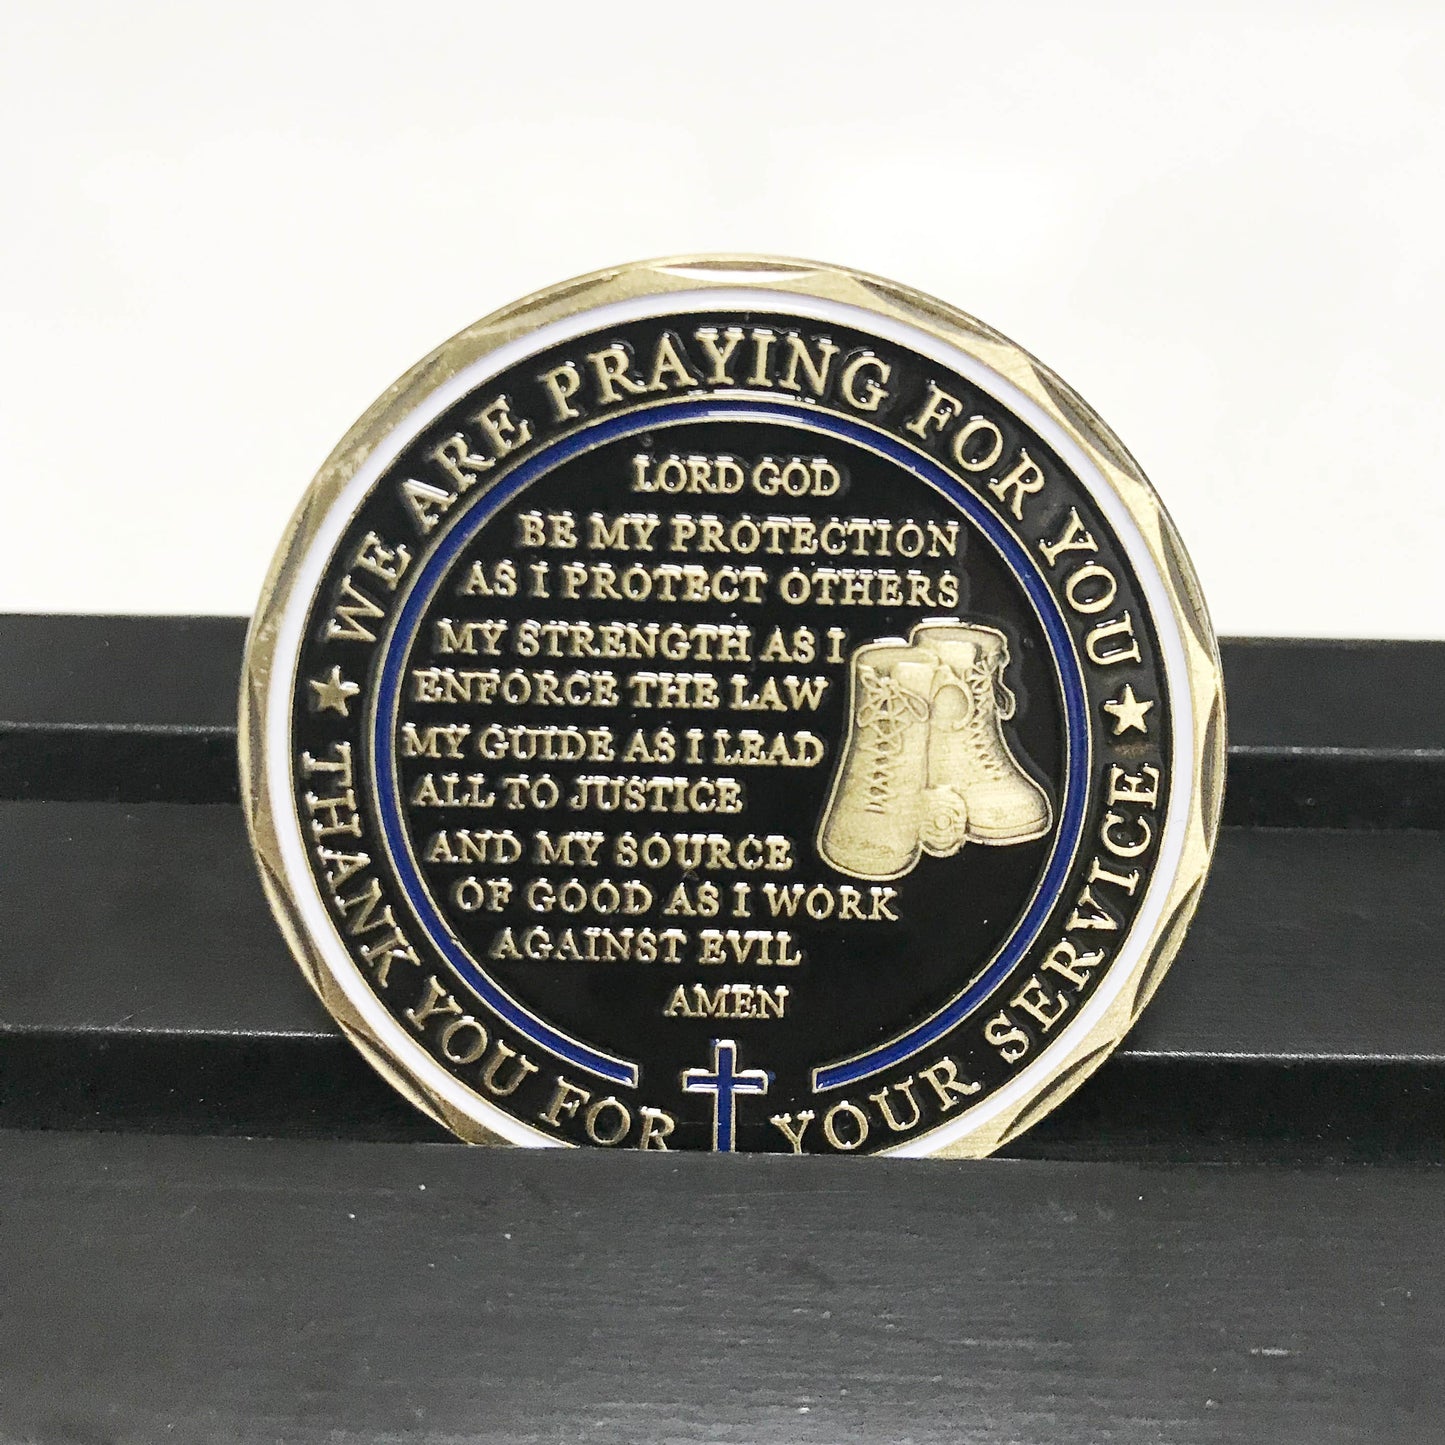 WE ARE PRAYING FOR YOU
LORD GOD
BE MY PROTECTION
AS I PROTECT OTHERS
MY STRENGTH AS I
ENFORCE THE LAW
MY GUIDE AS I LEAD
ALL TO JUSTICE
AND MY SOURCE
OF GOOD AS I WORK
AGAINST EVIL
AMEN
THANK YOU FOR YOUR SERVICE